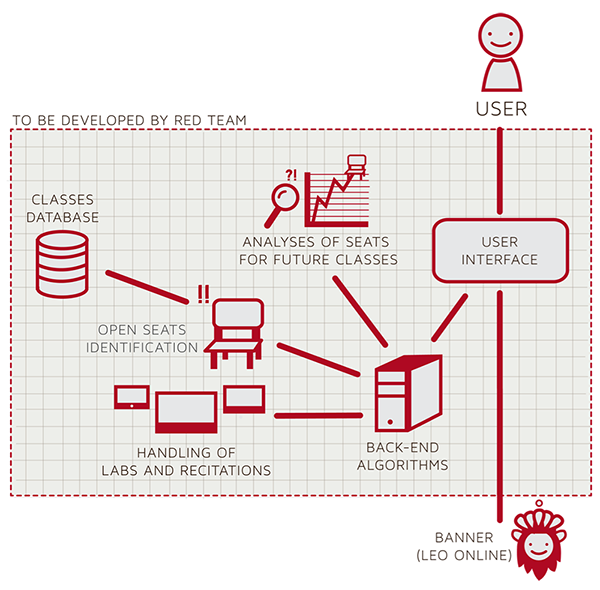 USER
TO BE DEVELOPED BY RED TEAM
?!
CLASSES
DATABASE
ANALYSES OF SEATS
FOR FUTURE CLASSES
USER
INTERFACE
!!
OPEN SEATS
IDENTIFICATION
HANDLING OF
LABS AND RECITATIONS
BACK-END
ALGORITHMS
BANNER
(LEO ONLINE)